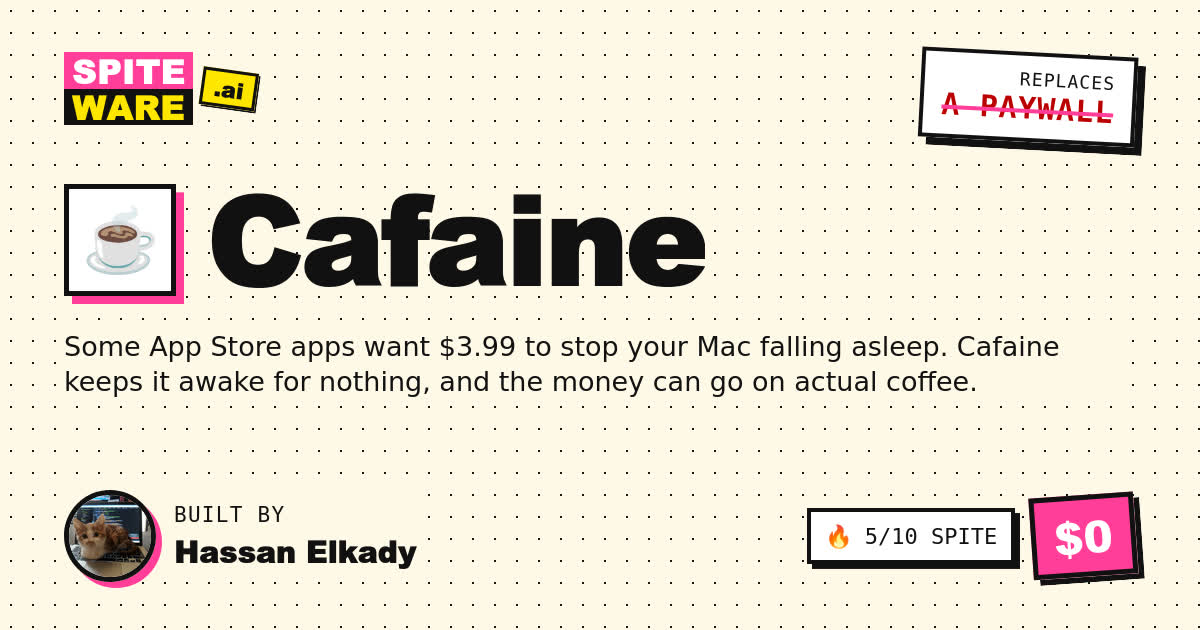 SPITE
WARE
.ai
REPLACES
A PAYWALL
Cafaine
Some App Store apps want $3.99 to stop your Mac falling asleep. Cafaine
keeps it awake for nothing, and the money can go on actual coffee.
BUILT BY
Hassan Elkady
🔥 5/10 SPITE
$0